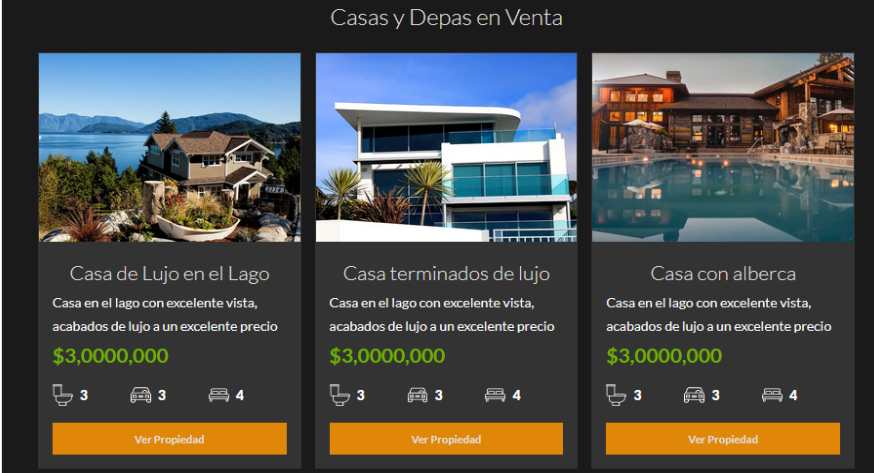 Casas y Depas en Venta
Casa de Lujo en el Lago
Casa en el lago con excelente vista,
acabados de lujo a un excelente precio
$3,0000,000
3 3 4
Ver Propiedad
Casa terminados de lujo
Casa en el lago con excelente vista,
acabados de lujo a un excelente precio
$3,0000,000
3 3 4
Ver Propiedad
Casa con alberca
Casa en el lago con excelente vista,
acabados de lujo a un excelente precio
$3,0000,000
3 3 4
Ver Propiedad